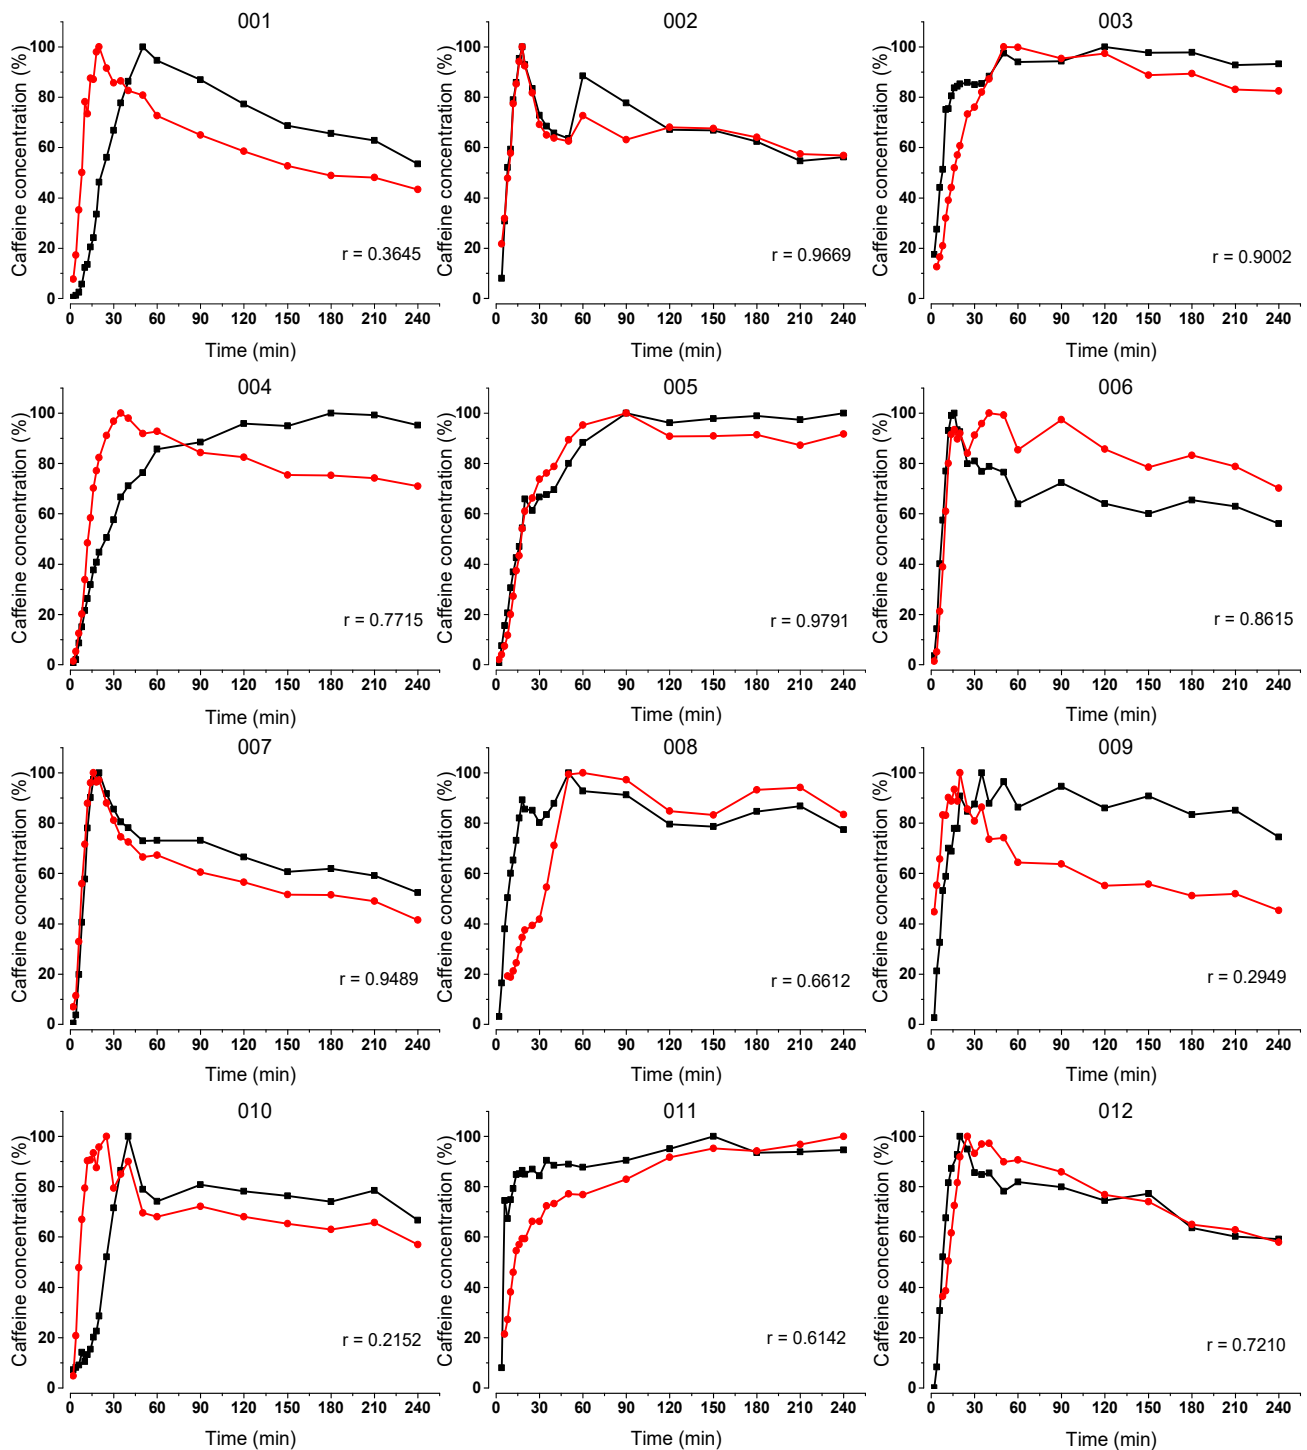 001
Caffeine concentration (%)
100
80
60
40
20
0
r = 0.3645
0 30 60 90 120 150 180 210 240
Time (min)
002
Caffeine concentration (%)
100
80
60
40
20
0
r = 0.9669
0 30 60 90 120 150 180 210 240
Time (min)
003
Caffeine concentration (%)
100
80
60
40
20
0
r = 0.9002
0 30 60 90 120 150 180 210 240
Time (min)
004
Caffeine concentration (%)
100
80
60
40
20
0
r = 0.7715
0 30 60 90 120 150 180 210 240
Time (min)
005
Caffeine concentration (%)
100
80
60
40
20
0
r = 0.9791
0 30 60 90 120 150 180 210 240
Time (min)
006
Caffeine concentration (%)
100
80
60
40
20
0
r = 0.8615
0 30 60 90 120 150 180 210 240
Time (min)
007
Caffeine concentration (%)
100
80
60
40
20
0
r = 0.9489
0 30 60 90 120 150 180 210 240
Time (min)
008
Caffeine concentration (%)
100
80
60
40
20
0
r = 0.6612
0 30 60 90 120 150 180 210 240
Time (min)
009
Caffeine concentration (%)
100
80
60
40
20
0
r = 0.2949
0 30 60 90 120 150 180 210 240
Time (min)
010
Caffeine concentration (%)
100
80
60
40
20
0
r = 0.2152
0 30 60 90 120 150 180 210 240
Time (min)
011
Caffeine concentration (%)
100
80
60
40
20
0
r = 0.6142
0 30 60 90 120 150 180 210 240
Time (min)
012
Caffeine concentration (%)
100
80
60
40
20
0
r = 0.7210
0 30 60 90 120 150 180 210 240
Time (min)